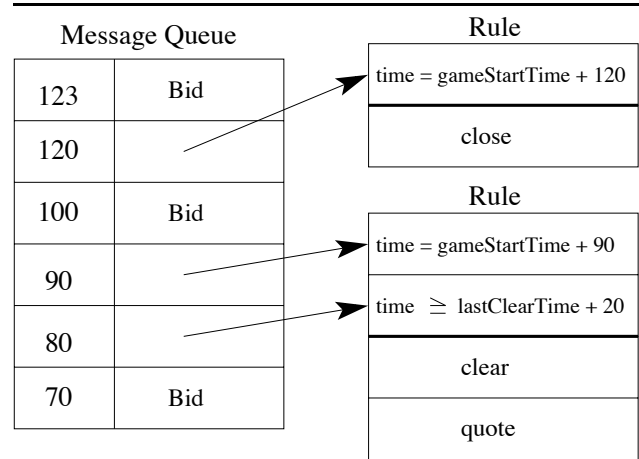 Message Queue
123 Bid
120
100 Bid
90
80
70 Bid
Rule
time = gameStartTime + 120
close
Rule
time = gameStartTime + 90
time ≥ lastClearTime + 20
clear
quote